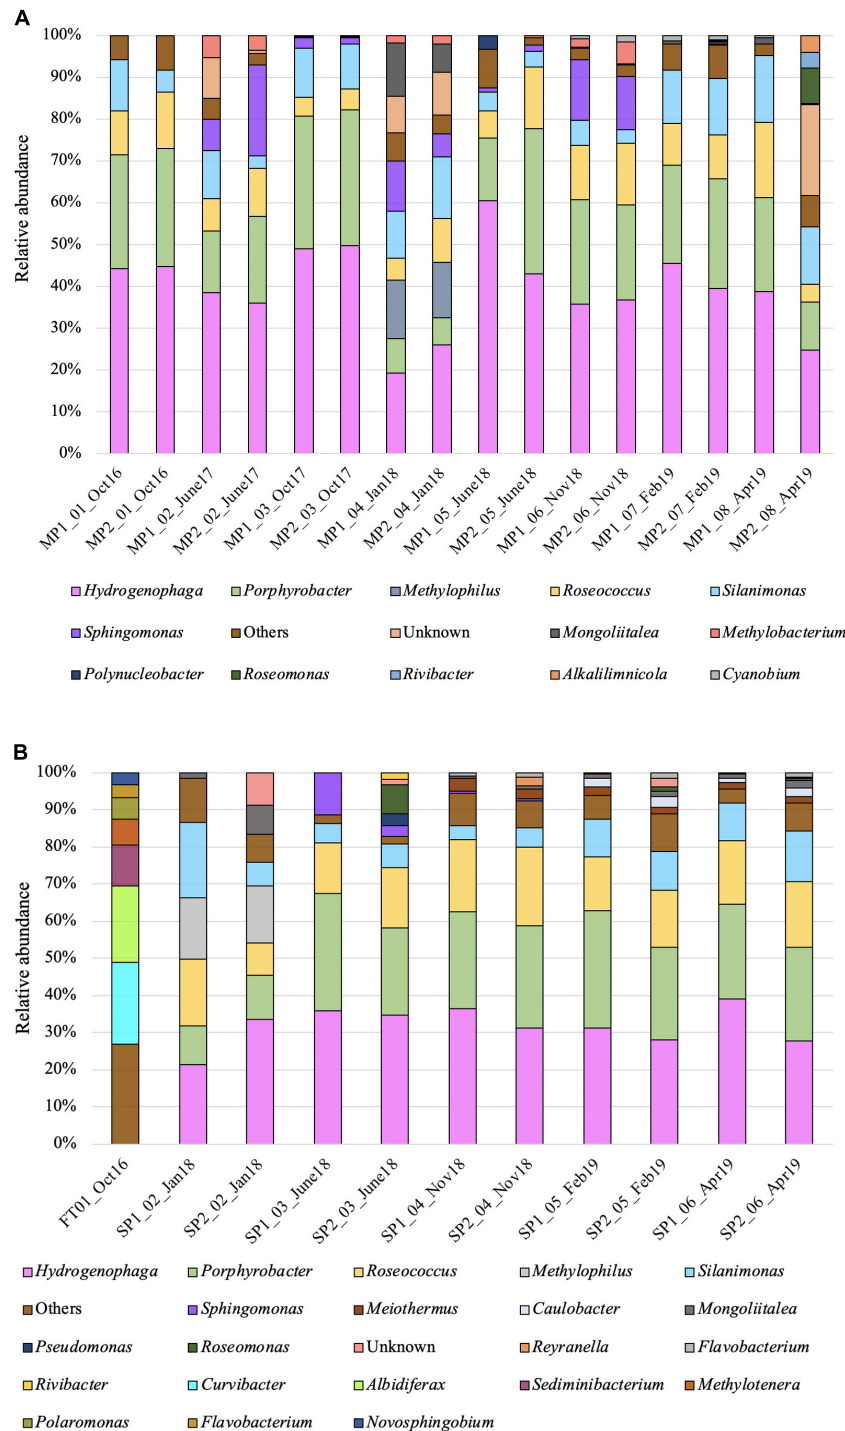 A
100%
90%
80%
70%
60%
50%
40%
30%
20%
10%
0%
Relative abundance
MP1_01_Oct16
MP2_01_Oct16
MP1_02_June17
MP2_02_June17
MP1_03_Oct17
MP2_03_Oct17
MP1_04_Jan18
MP2_04_Jan18
MP1_05_June18
MP2_05_June18
MP1_06_Nov18
MP2_06_Nov18
MP1_07_Feb19
MP2_07_Feb19
MP1_08_Apr19
MP2_08_Apr19
Hydrogenophaga Porphyrobacter Methylophilus Roseococcus Silanimonas
Sphingomonas Others Unknown Mongoliitalea Methylobacterium
Polynucleobacter Roseomonas Rivibacter Alkalilimnicola Cyanobium
B
100%
90%
80%
70%
60%
50%
40%
30%
20%
10%
0%
Relative abundance
FT01_Oct16
SP1_02_Jan18
SP2_02_Jan18
SP1_03_June18
SP2_03_June18
SP1_04_Nov18
SP2_04_Nov18
SP1_05_Feb19
SP2_05_Feb19
SP1_06_Apr19
SP2_06_Apr19
Hydrogenophaga Porphyrobacter Roseococcus Methylophilus Silanimonas
Others Sphingomonas Meiothermus Caulobacter Mongoliitalea
Pseudomonas Roseomonas Unknown Reyranella Flavobacterium
Rivibacter Curvibacter Albidiferax Sediminibacterium Methylotenera
Polaromonas Flavobacterium Novosphingobium